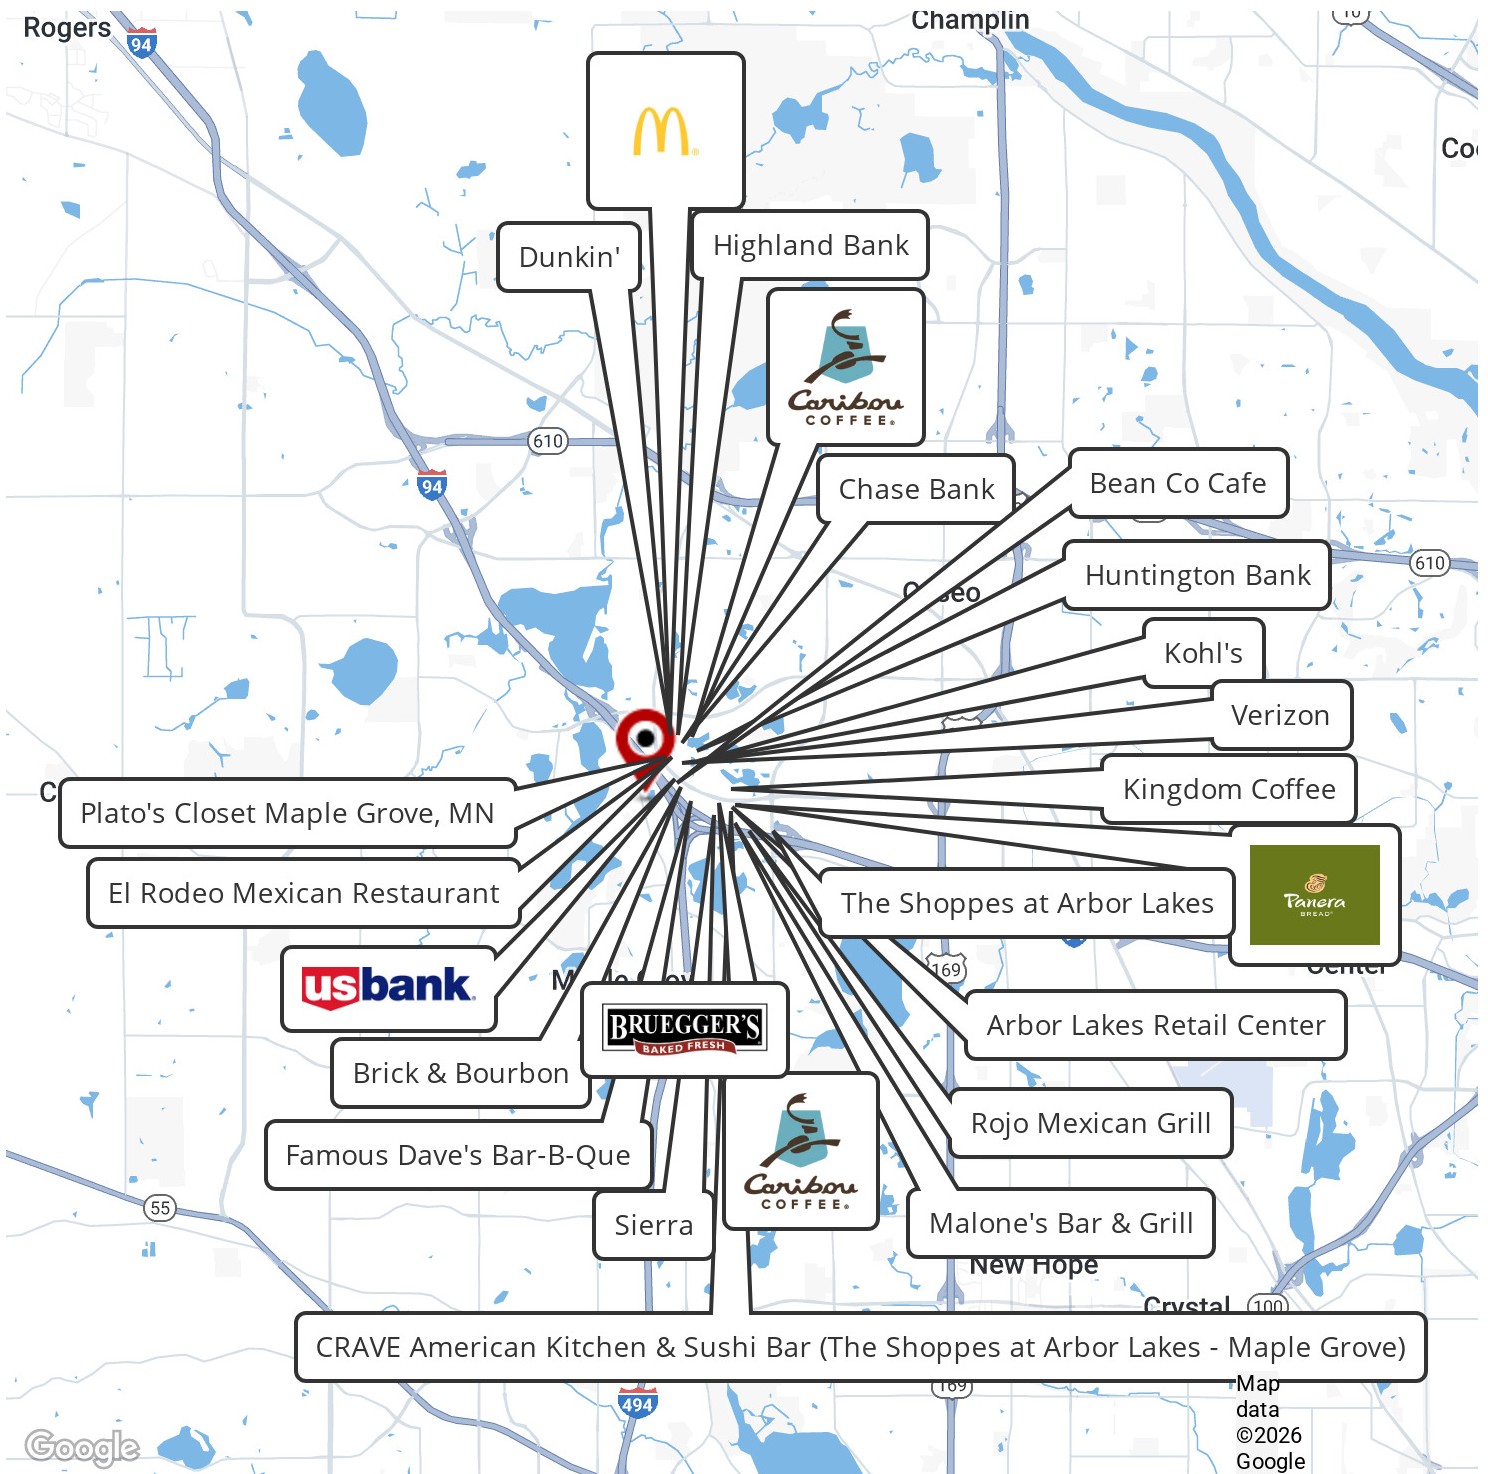 Rogers
94
Champlin
Dunkin'
Highland Bank
Caribou
COFFEE®
610
94
Chase Bank
Bean Co Cafe
610
Huntington Bank
Kohl's
Verizon
Plato's Closet Maple Grove, MN
Kingdom Coffee
El Rodeo Mexican Restaurant
The Shoppes at Arbor Lakes
Panera
BREAD®
usbank
169
Center
BRUEGGER'S
BAKED FRESH
Arbor Lakes Retail Center
Brick & Bourbon
Rojo Mexican Grill
Famous Dave's Bar-B-Que
Caribou
COFFEE®
55
Sierra
Malone's Bar & Grill
New Hope
Crystal
100
CRAVE American Kitchen & Sushi Bar (The Shoppes at Arbor Lakes - Maple Grove)
169
494
Map
data
©2026
Google
Google